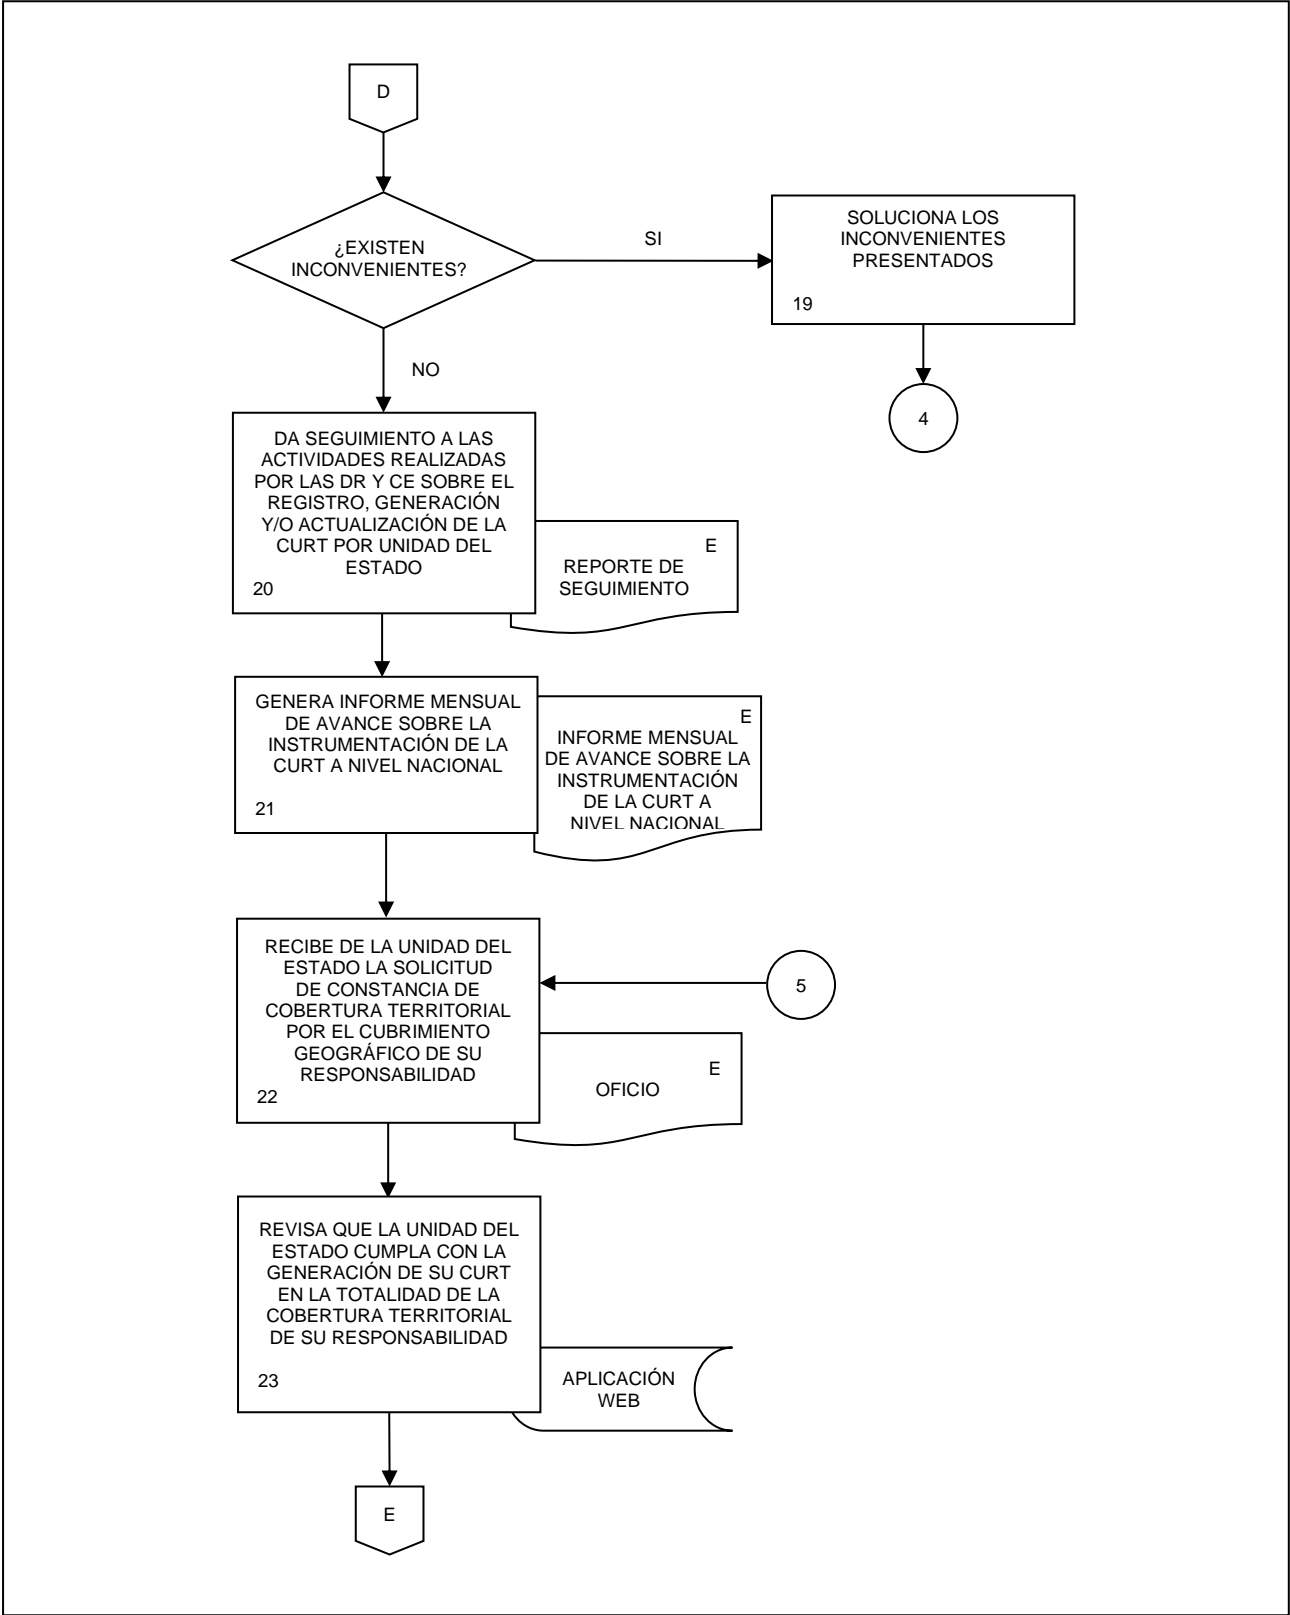 D
¿EXISTEN
INCONVENIENTES?
SI
SOLUCIONA LOS
INCONVENIENTES
PRESENTADOS
19
4
NO
DA SEGUIMIENTO A LAS
ACTIVIDADES REALIZADAS
POR LAS DR Y CE SOBRE EL
REGISTRO, GENERACIÓN
Y/O ACTUALIZACIÓN DE LA
CURT POR UNIDAD DEL
ESTADO
20
E
REPORTE DE
SEGUIMIENTO
GENERA INFORME MENSUAL
DE AVANCE SOBRE LA
INSTRUMENTACIÓN DE LA
CURT A NIVEL NACIONAL
21
E
INFORME MENSUAL
DE AVANCE SOBRE LA
INSTRUMENTACIÓN
DE LA CURT A
NIVEL NACIONAL
RECIBE DE LA UNIDAD DEL
ESTADO LA SOLICITUD
DE CONSTANCIA DE
COBERTURA TERRITORIAL
POR EL CUBRIMIENTO
GEOGRÁFICO DE SU
RESPONSABILIDAD
22
5
E
OFICIO
REVISA QUE LA UNIDAD DEL
ESTADO CUMPLA CON LA
GENERACIÓN DE SU CURT
EN LA TOTALIDAD DE LA
COBERTURA TERRITORIAL
DE SU RESPONSABILIDAD
23
APLICACIÓN
WEB
E